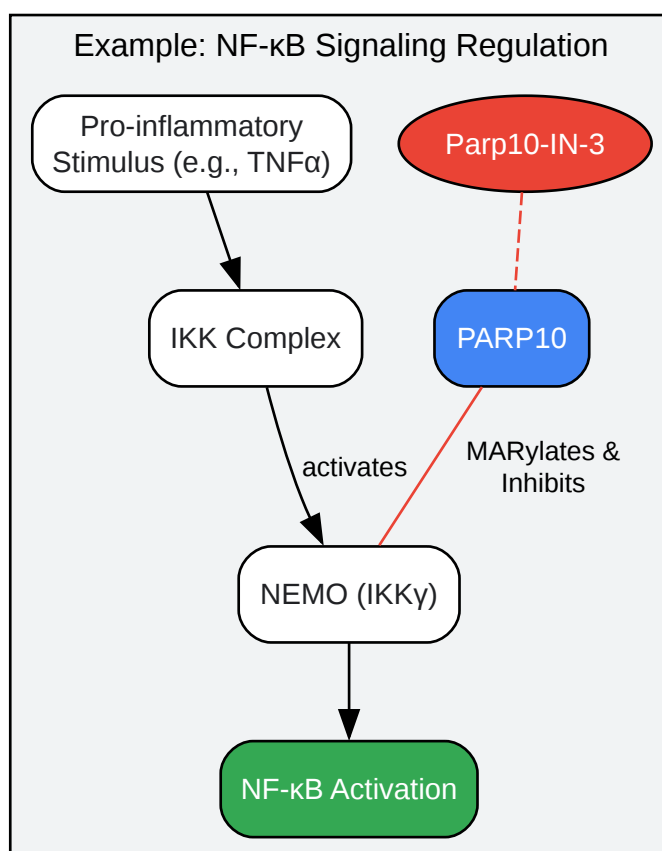 Example: NF-κB Signaling Regulation
Pro-inflammatory
Stimulus (e.g., TNFα)
Parp10-IN-3
IKK Complex
PARP10
activates
MARylates &
Inhibits
NEMO (IKKγ)
NF-κB Activation